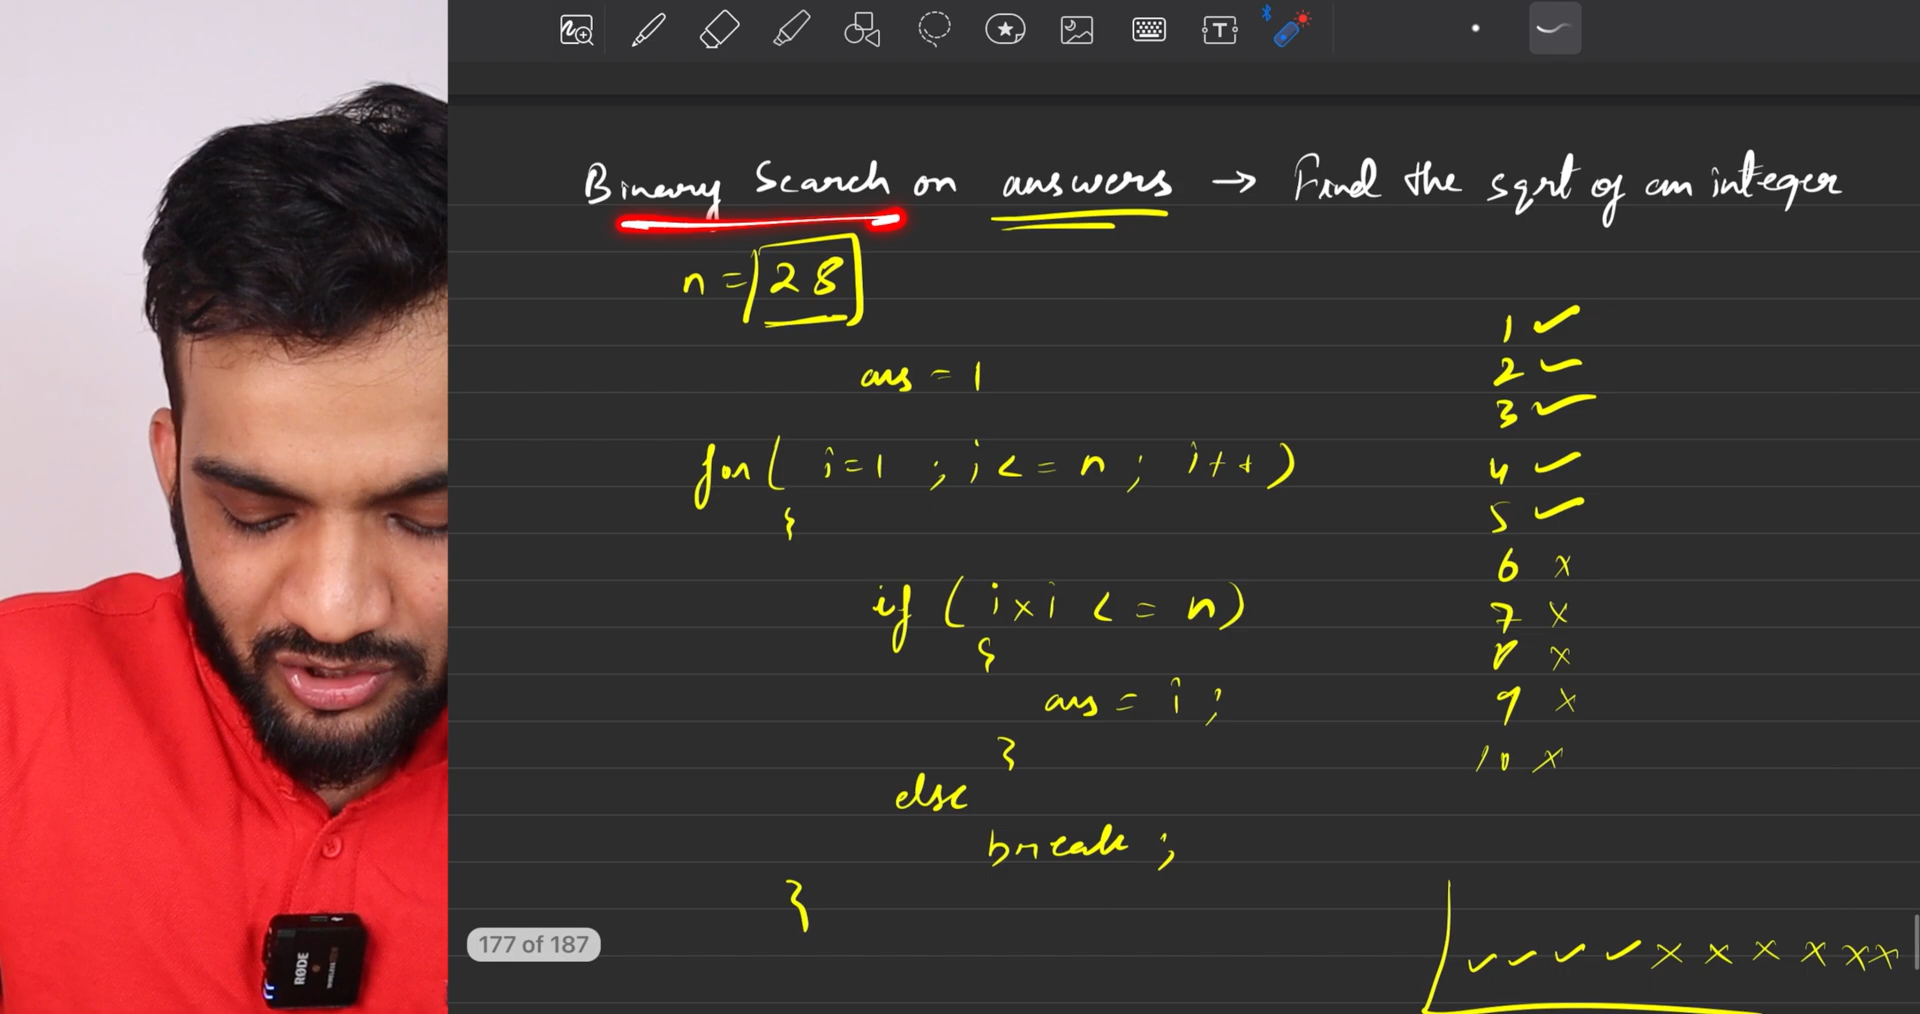 Binary Search on answers → Find the sqrt of an integer
n = 28
ans = 1
for( i=1 ; i <= n ; i++)
{
if ( i x i <= n)
{
ans = i ;
}
else
break ;
}
1 ✓
2 ✓
3 ✓
4 ✓
5 ✓
6 x
7 x
8 x
9 x
10 x
✓ ✓ ✓ ✓ x x x x x x
177 of 187
RØDE